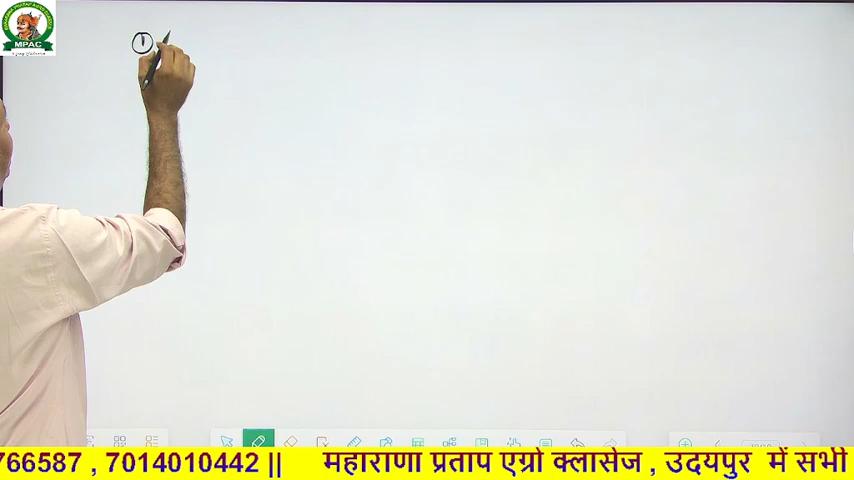 MPAC
1
766587 , 7014010442 || महाराणा प्रताप एग्रो क्लासेज , उदयपुर में सभी